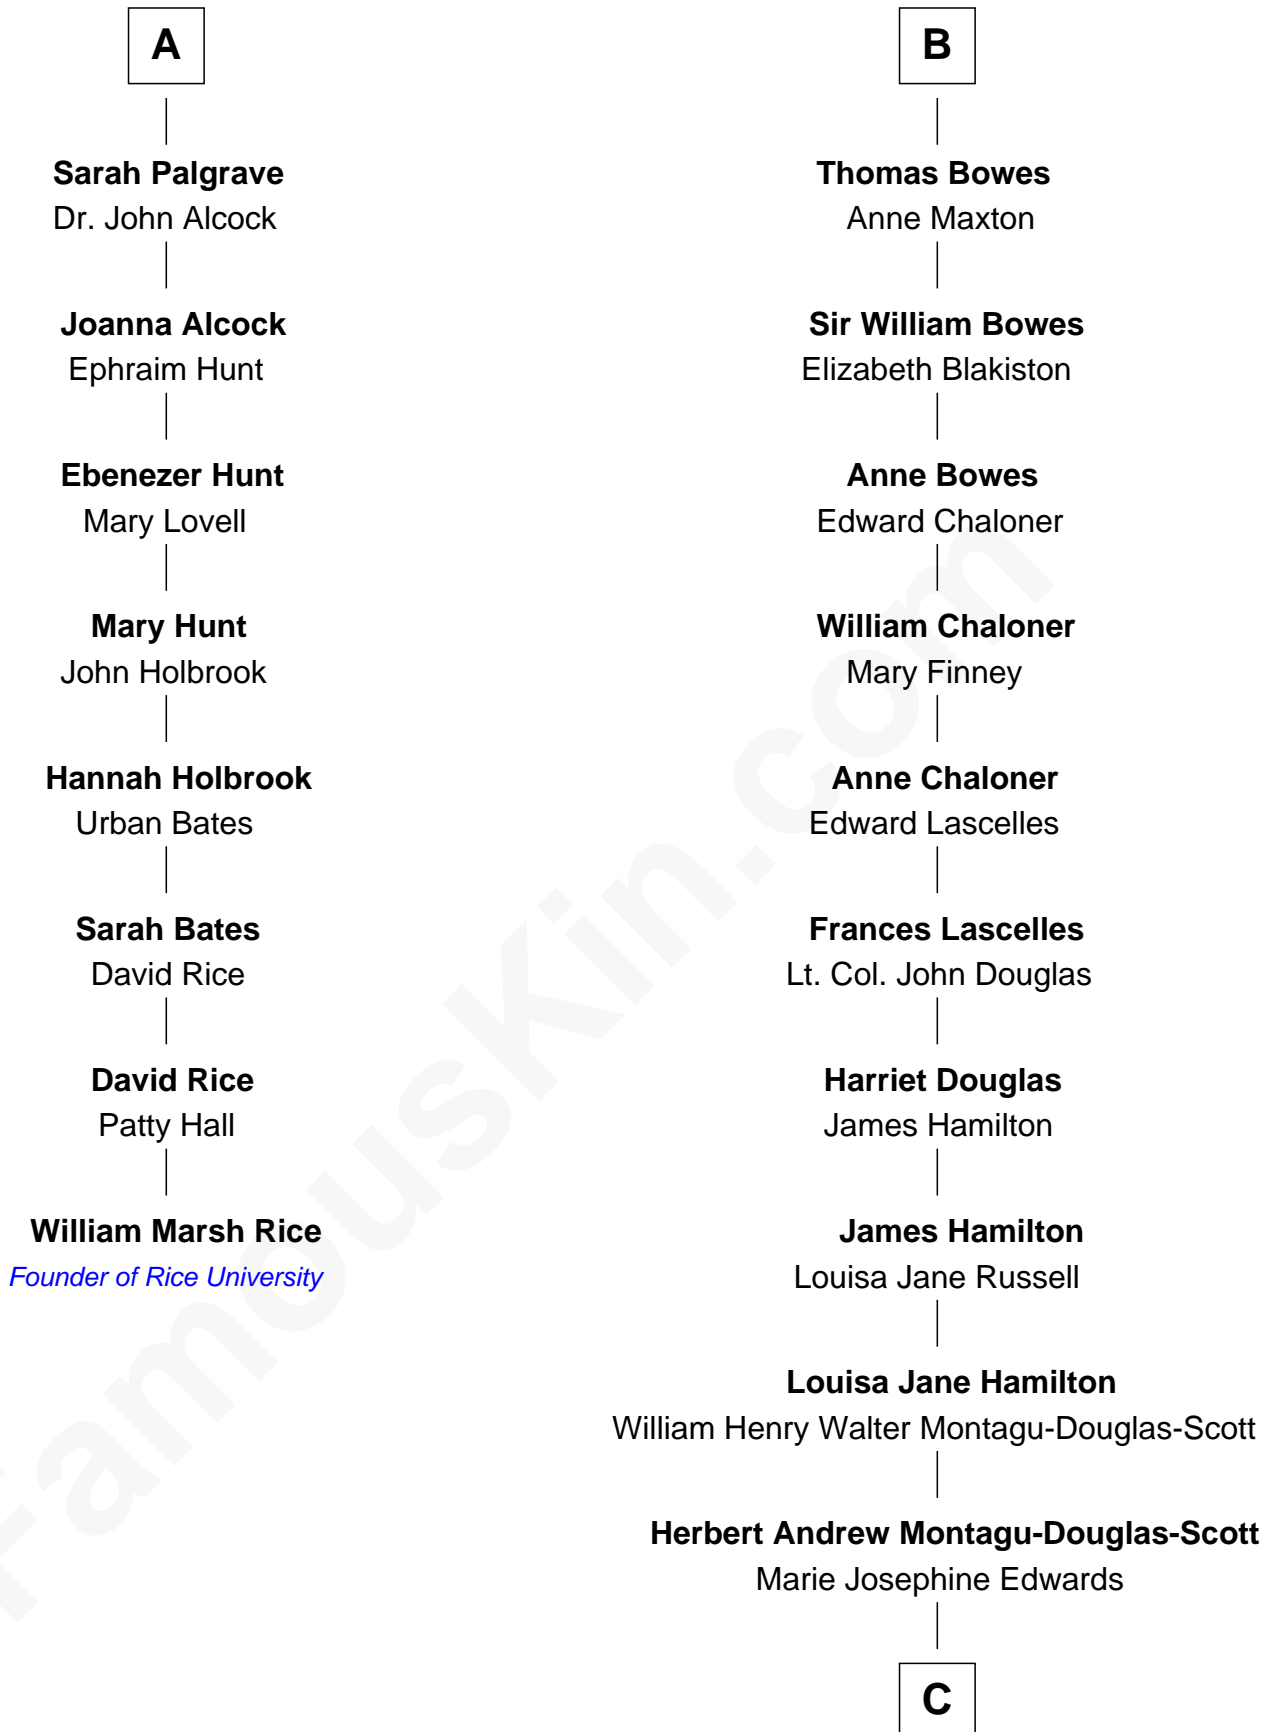 A
Sarah Palgrave
Dr. John Alcock
Joanna Alcock
Ephraim Hunt
Ebenezer Hunt
Mary Lovell
Mary Hunt
John Holbrook
Hannah Holbrook
Urban Bates
Sarah Bates
David Rice
David Rice
Patty Hall
William Marsh Rice
Founder of Rice University
B
Thomas Bowes
Anne Maxton
Sir William Bowes
Elizabeth Blakiston
Anne Bowes
Edward Chaloner
William Chaloner
Mary Finney
Anne Chaloner
Edward Lascelles
Frances Lascelles
Lt. Col. John Douglas
Harriet Douglas
James Hamilton
James Hamilton
Louisa Jane Russell
Louisa Jane Hamilton
William Henry Walter Montagu-Douglas-Scott
Herbert Andrew Montagu-Douglas-Scott
Marie Josephine Edwards
C
FamousKin.com